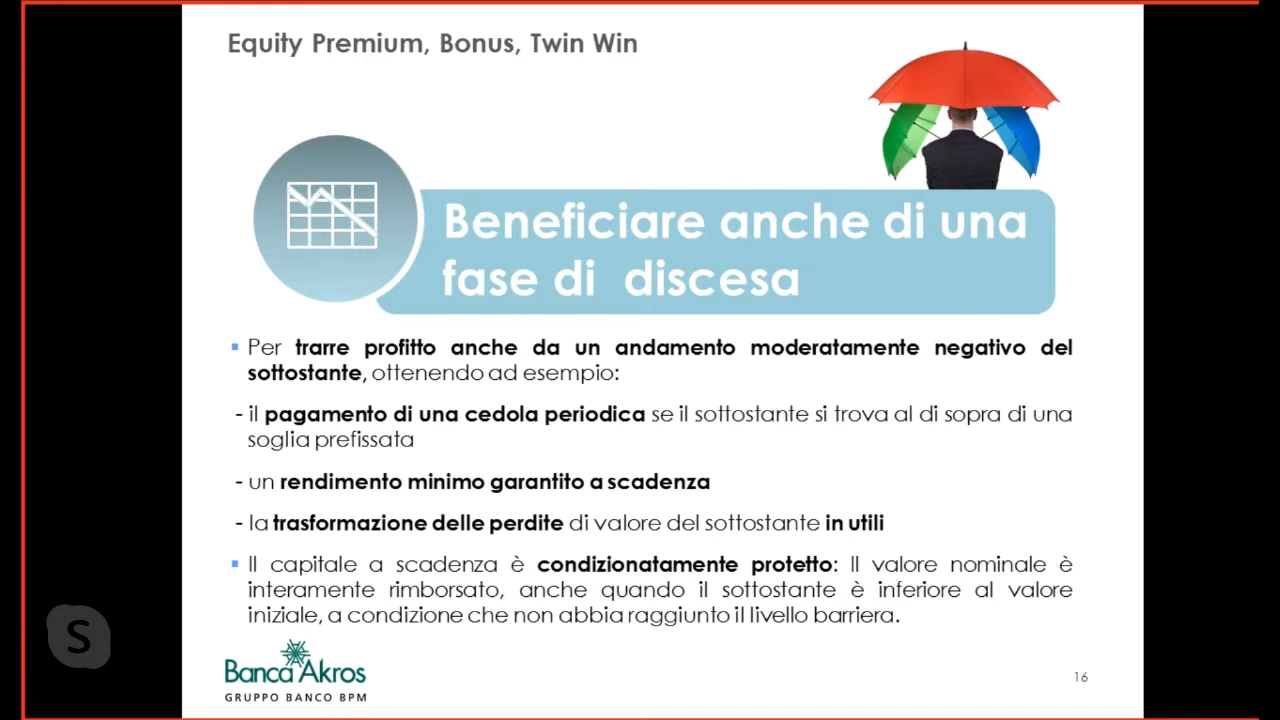 Equity Premium, Bonus, Twin Win
Beneficiare anche di una
fase di discesa
▪ Per trarre profitto anche da un andamento moderatamente negativo del
sottostante, ottenendo ad esempio:
- il pagamento di una cedola periodica se il sottostante si trova al di sopra di una
soglia prefissata
- un rendimento minimo garantito a scadenza
- la trasformazione delle perdite di valore del sottostante in utili
▪ Il capitale a scadenza è condizionatamente protetto: Il valore nominale è
interamente rimborsato, anche quando il sottostante è inferiore al valore
iniziale, a condizione che non abbia raggiunto il livello barriera.
S
Banca Akros
GRUPPO BANCO BPM
16